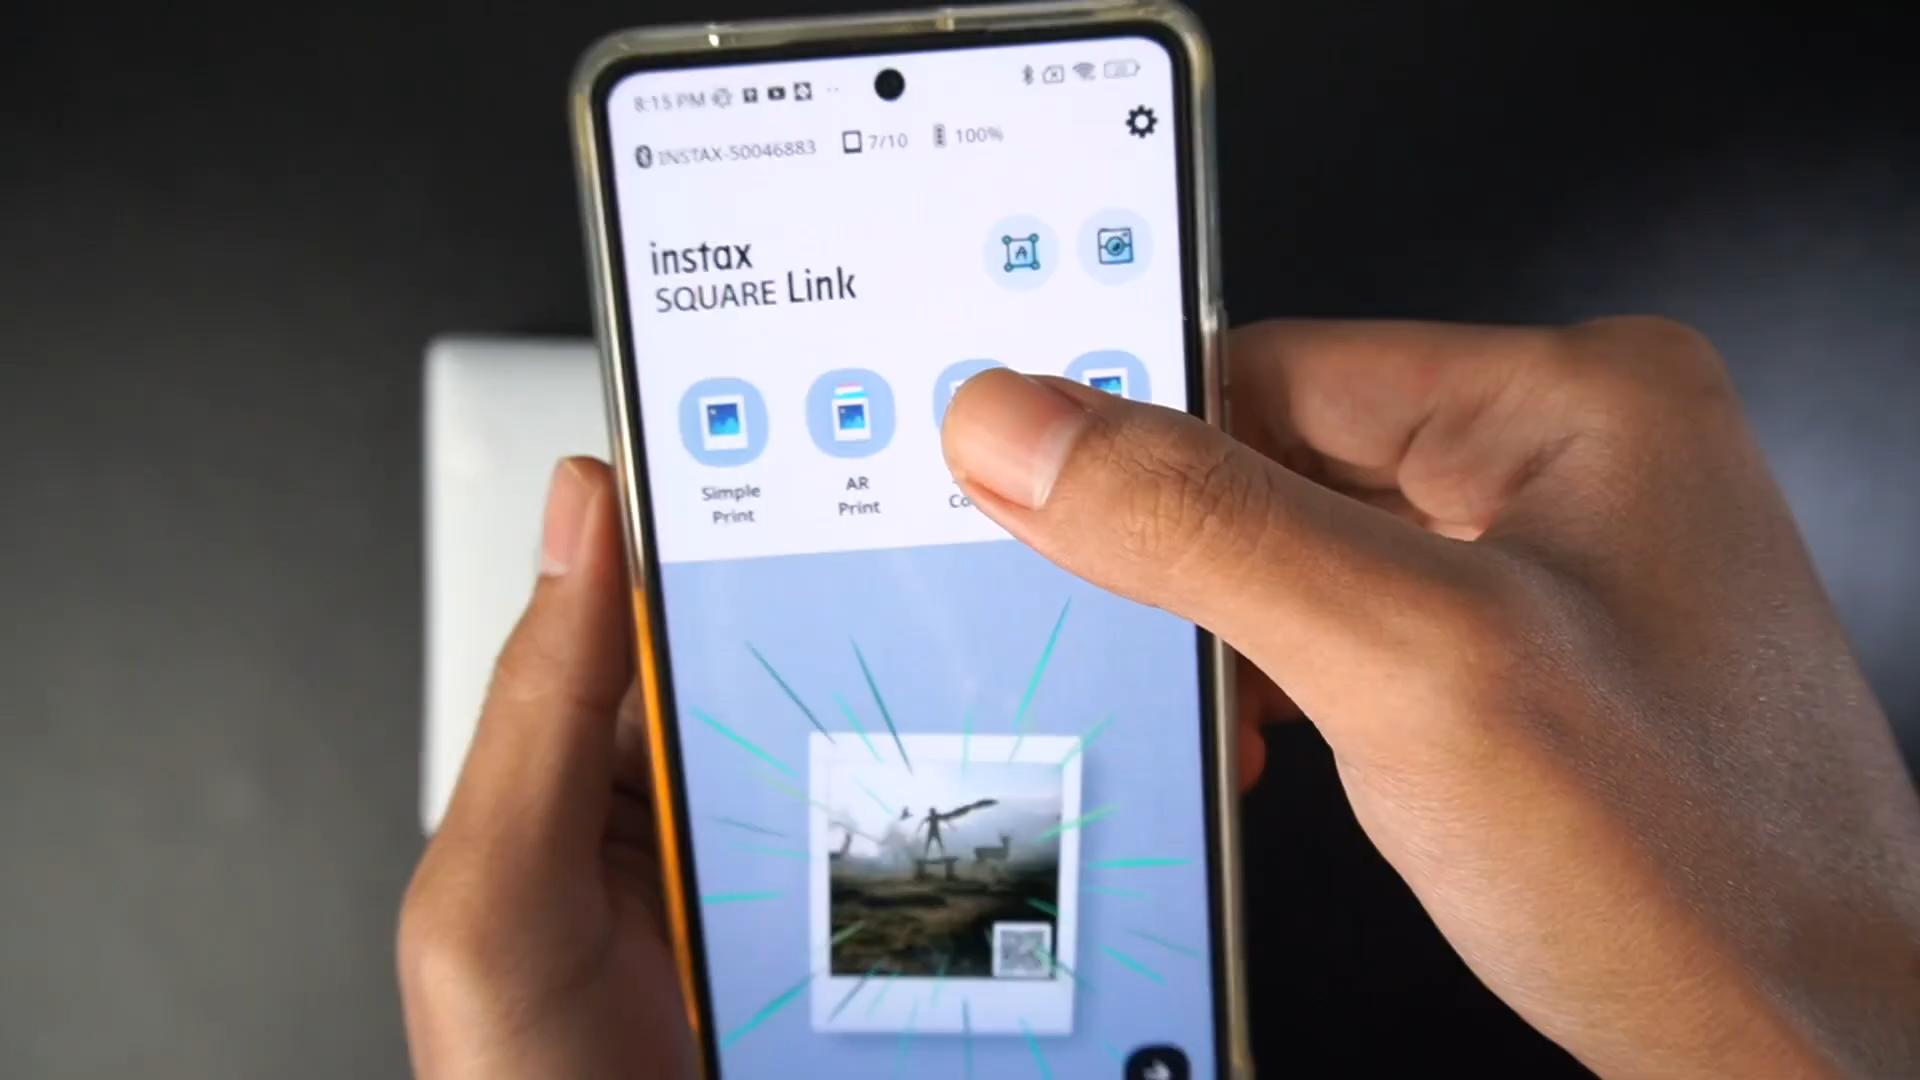 8:15 PM
INSTAX-50046883 7/10 100%
instax
SQUARE Link
Simple
Print
AR
Print